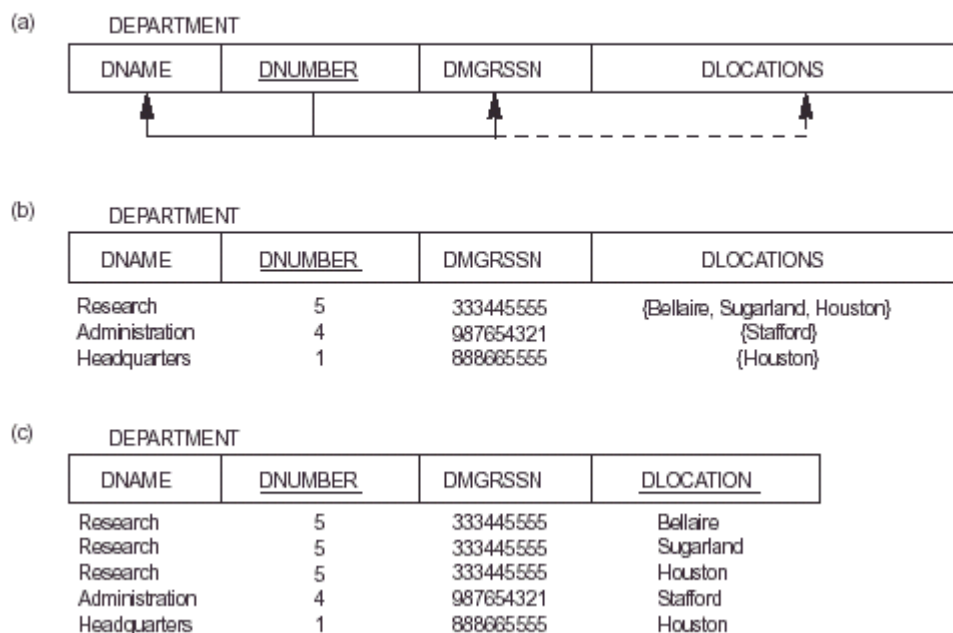 (a) DEPARTMENT
DNAME DNUMBER DMGRSSN DLOCATIONS
(b) DEPARTMENT
DNAME DNUMBER DMGRSSN DLOCATIONS
Research 5 333445555 {Bellaire, Sugarland, Houston}
Administration 4 987654321 {Stafford}
Headquarters 1 888665555 {Houston}
(c) DEPARTMENT
DNAME DNUMBER DMGRSSN DLOCATION
Research 5 333445555 Bellaire
Research 5 333445555 Sugarland
Research 5 333445555 Houston
Administration 4 987654321 Stafford
Headquarters 1 888665555 Houston